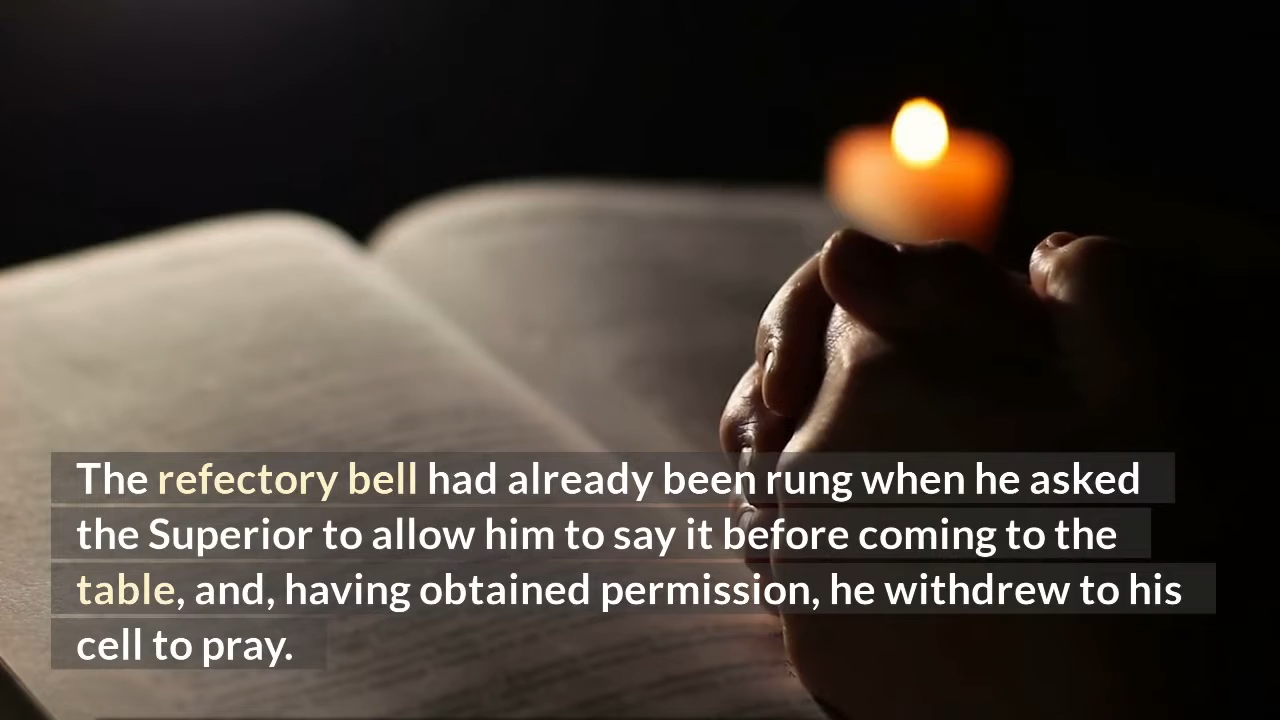 The refectory bell had already been rung when he asked
the Superior to allow him to say it before coming to the
table, and, having obtained permission, he withdrew to his
cell to pray.